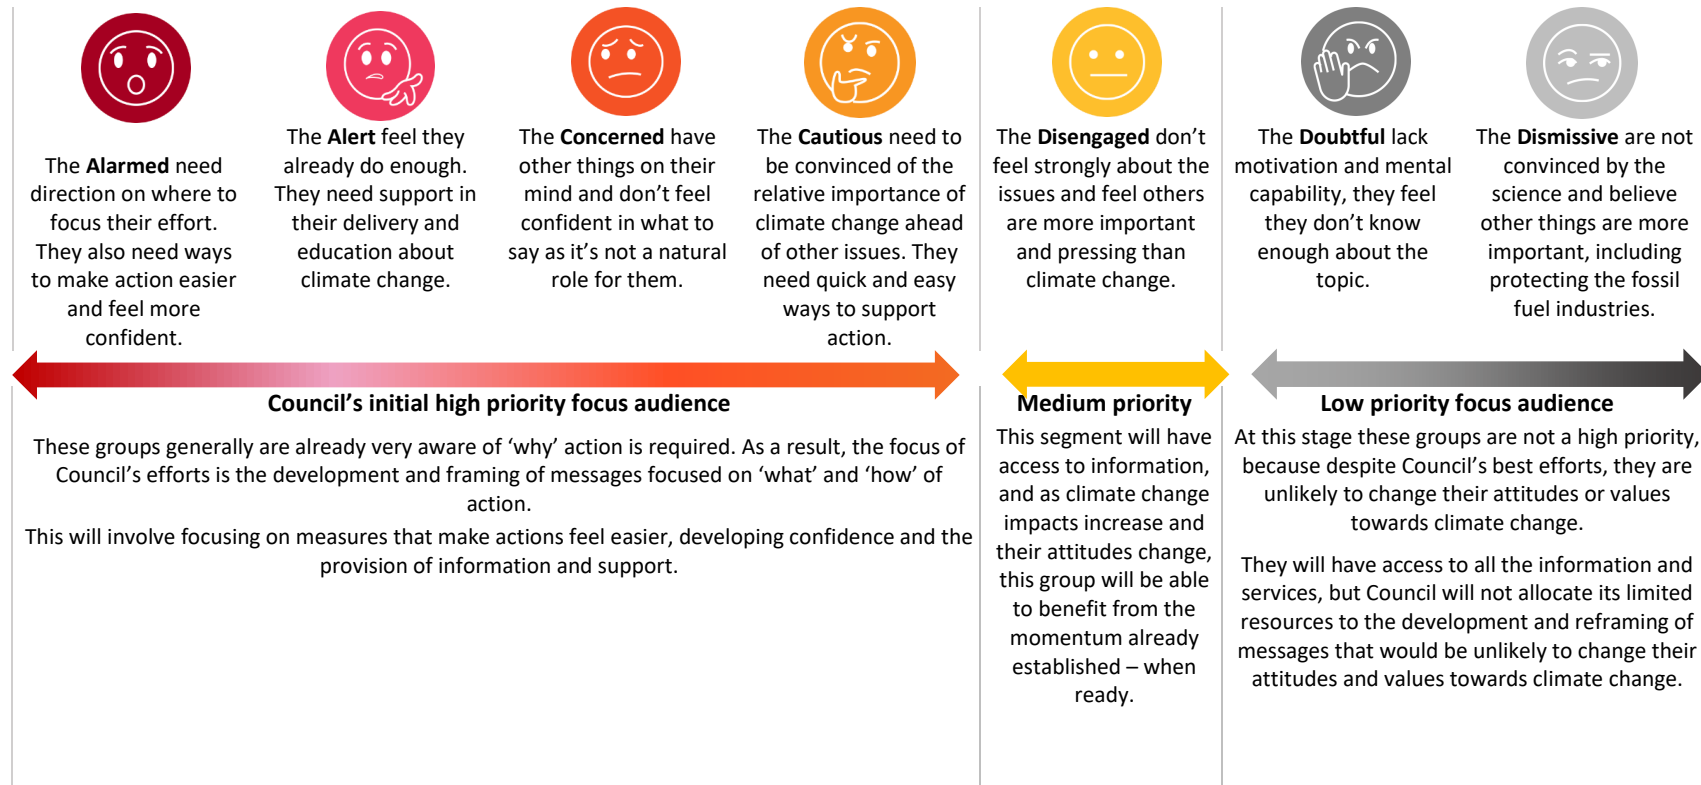 The Alarmed need
direction on where to
focus their effort.
They also need ways
to make action easier
and feel more
confident.
The Alert feel they
already do enough.
They need support in
their delivery and
education about
climate change.
The Concerned have
other things on their
mind and don’t feel
confident in what to
say as it’s not a natural
role for them.
The Cautious need to
be convinced of the
relative importance of
climate change ahead
of other issues. They
need quick and easy
ways to support
action.
The Disengaged don’t
feel strongly about the
issues and feel others
are more important
and pressing than
climate change.
The Doubtful lack
motivation and mental
capability, they feel
they don’t know
enough about the
topic.
The Dismissive are not
convinced by the
science and believe
other things are more
important, including
protecting the fossil
fuel industries.
Council’s initial high priority focus audience
These groups generally are already very aware of ‘why’ action is required. As a result, the focus of
Council’s efforts is the development and framing of messages focused on ‘what’ and ‘how’ of
action.
This will involve focusing on measures that make actions feel easier, developing confidence and the
provision of information and support.
Medium priority
This segment will have
access to information,
and as climate change
impacts increase and
their attitudes change,
this group will be able
to benefit from the
momentum already
established – when
ready.
Low priority focus audience
At this stage these groups are not a high priority,
because despite Council’s best efforts, they are
unlikely to change their attitudes or values
towards climate change.
They will have access to all the information and
services, but Council will not allocate its limited
resources to the development and reframing of
messages that would be unlikely to change their
attitudes and values towards climate change.